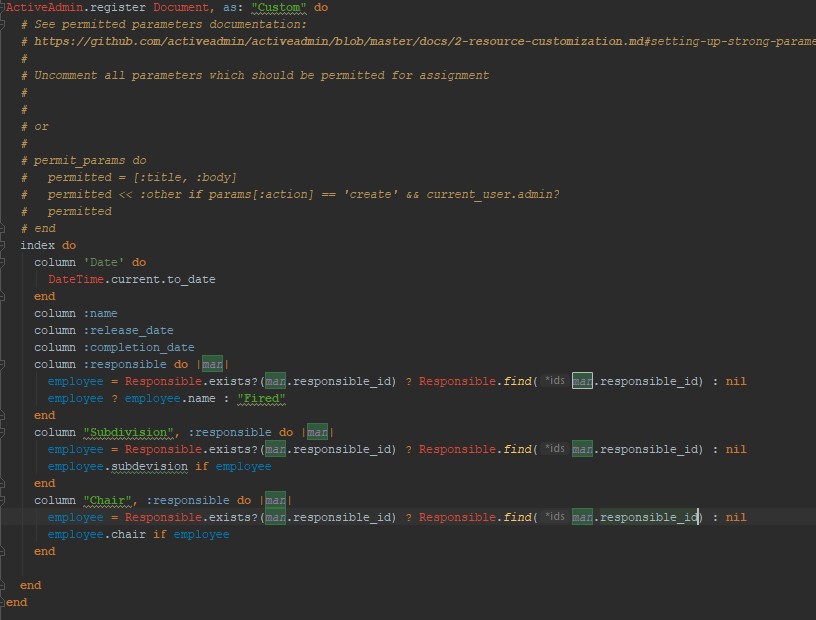 ActiveAdmin.register Document, as: "Custom" do
# See permitted parameters documentation:
# https://github.com/activeadmin/activeadmin/blob/master/docs/2-resource-customization.md#setting-up-strong-parame
#
# Uncomment all parameters which should be permitted for assignment
#
#
# or
#
# permit_params do
#   permitted = [:title, :body]
#   permitted << :other if params[:action] == 'create' && current_user.admin?
#   permitted
# end
index do
column 'Date' do
DateTime.current.to_date
end
column :name
column :release_date
column :completion_date
column :responsible do |man|
employee = Responsible.exists?(man.responsible_id) ? Responsible.find( *ids man.responsible_id) : nil
employee ? employee.name : "Fired"
end
column "Subdivision", :responsible do |man|
employee = Responsible.exists?(man.responsible_id) ? Responsible.find( *ids man.responsible_id) : nil
employee.subdevision if employee
end
column "Chair", :responsible do |man|
employee = Responsible.exists?(man.responsible_id) ? Responsible.find( *ids man.responsible_id) : nil
employee.chair if employee
end
end
end